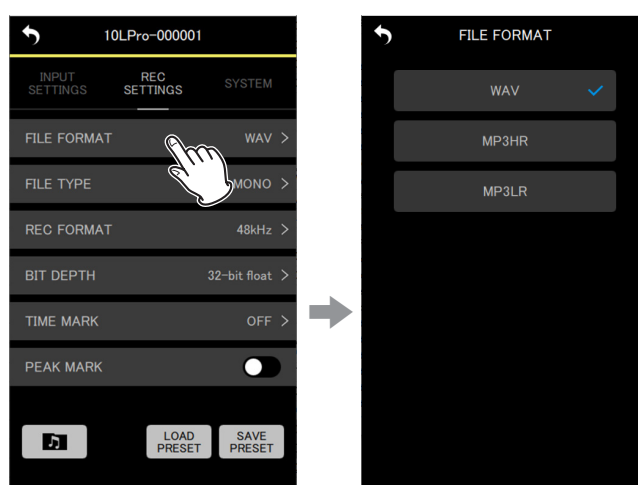 10LPro-000001
INPUT
SETTINGS
REC
SETTINGS
SYSTEM
FILE FORMAT WAV
FILE TYPE MONO
REC FORMAT 48kHz
BIT DEPTH 32-bit float
TIME MARK OFF
PEAK MARK
LOAD
PRESET
SAVE
PRESET
FILE FORMAT
WAV
MP3HR
MP3LR